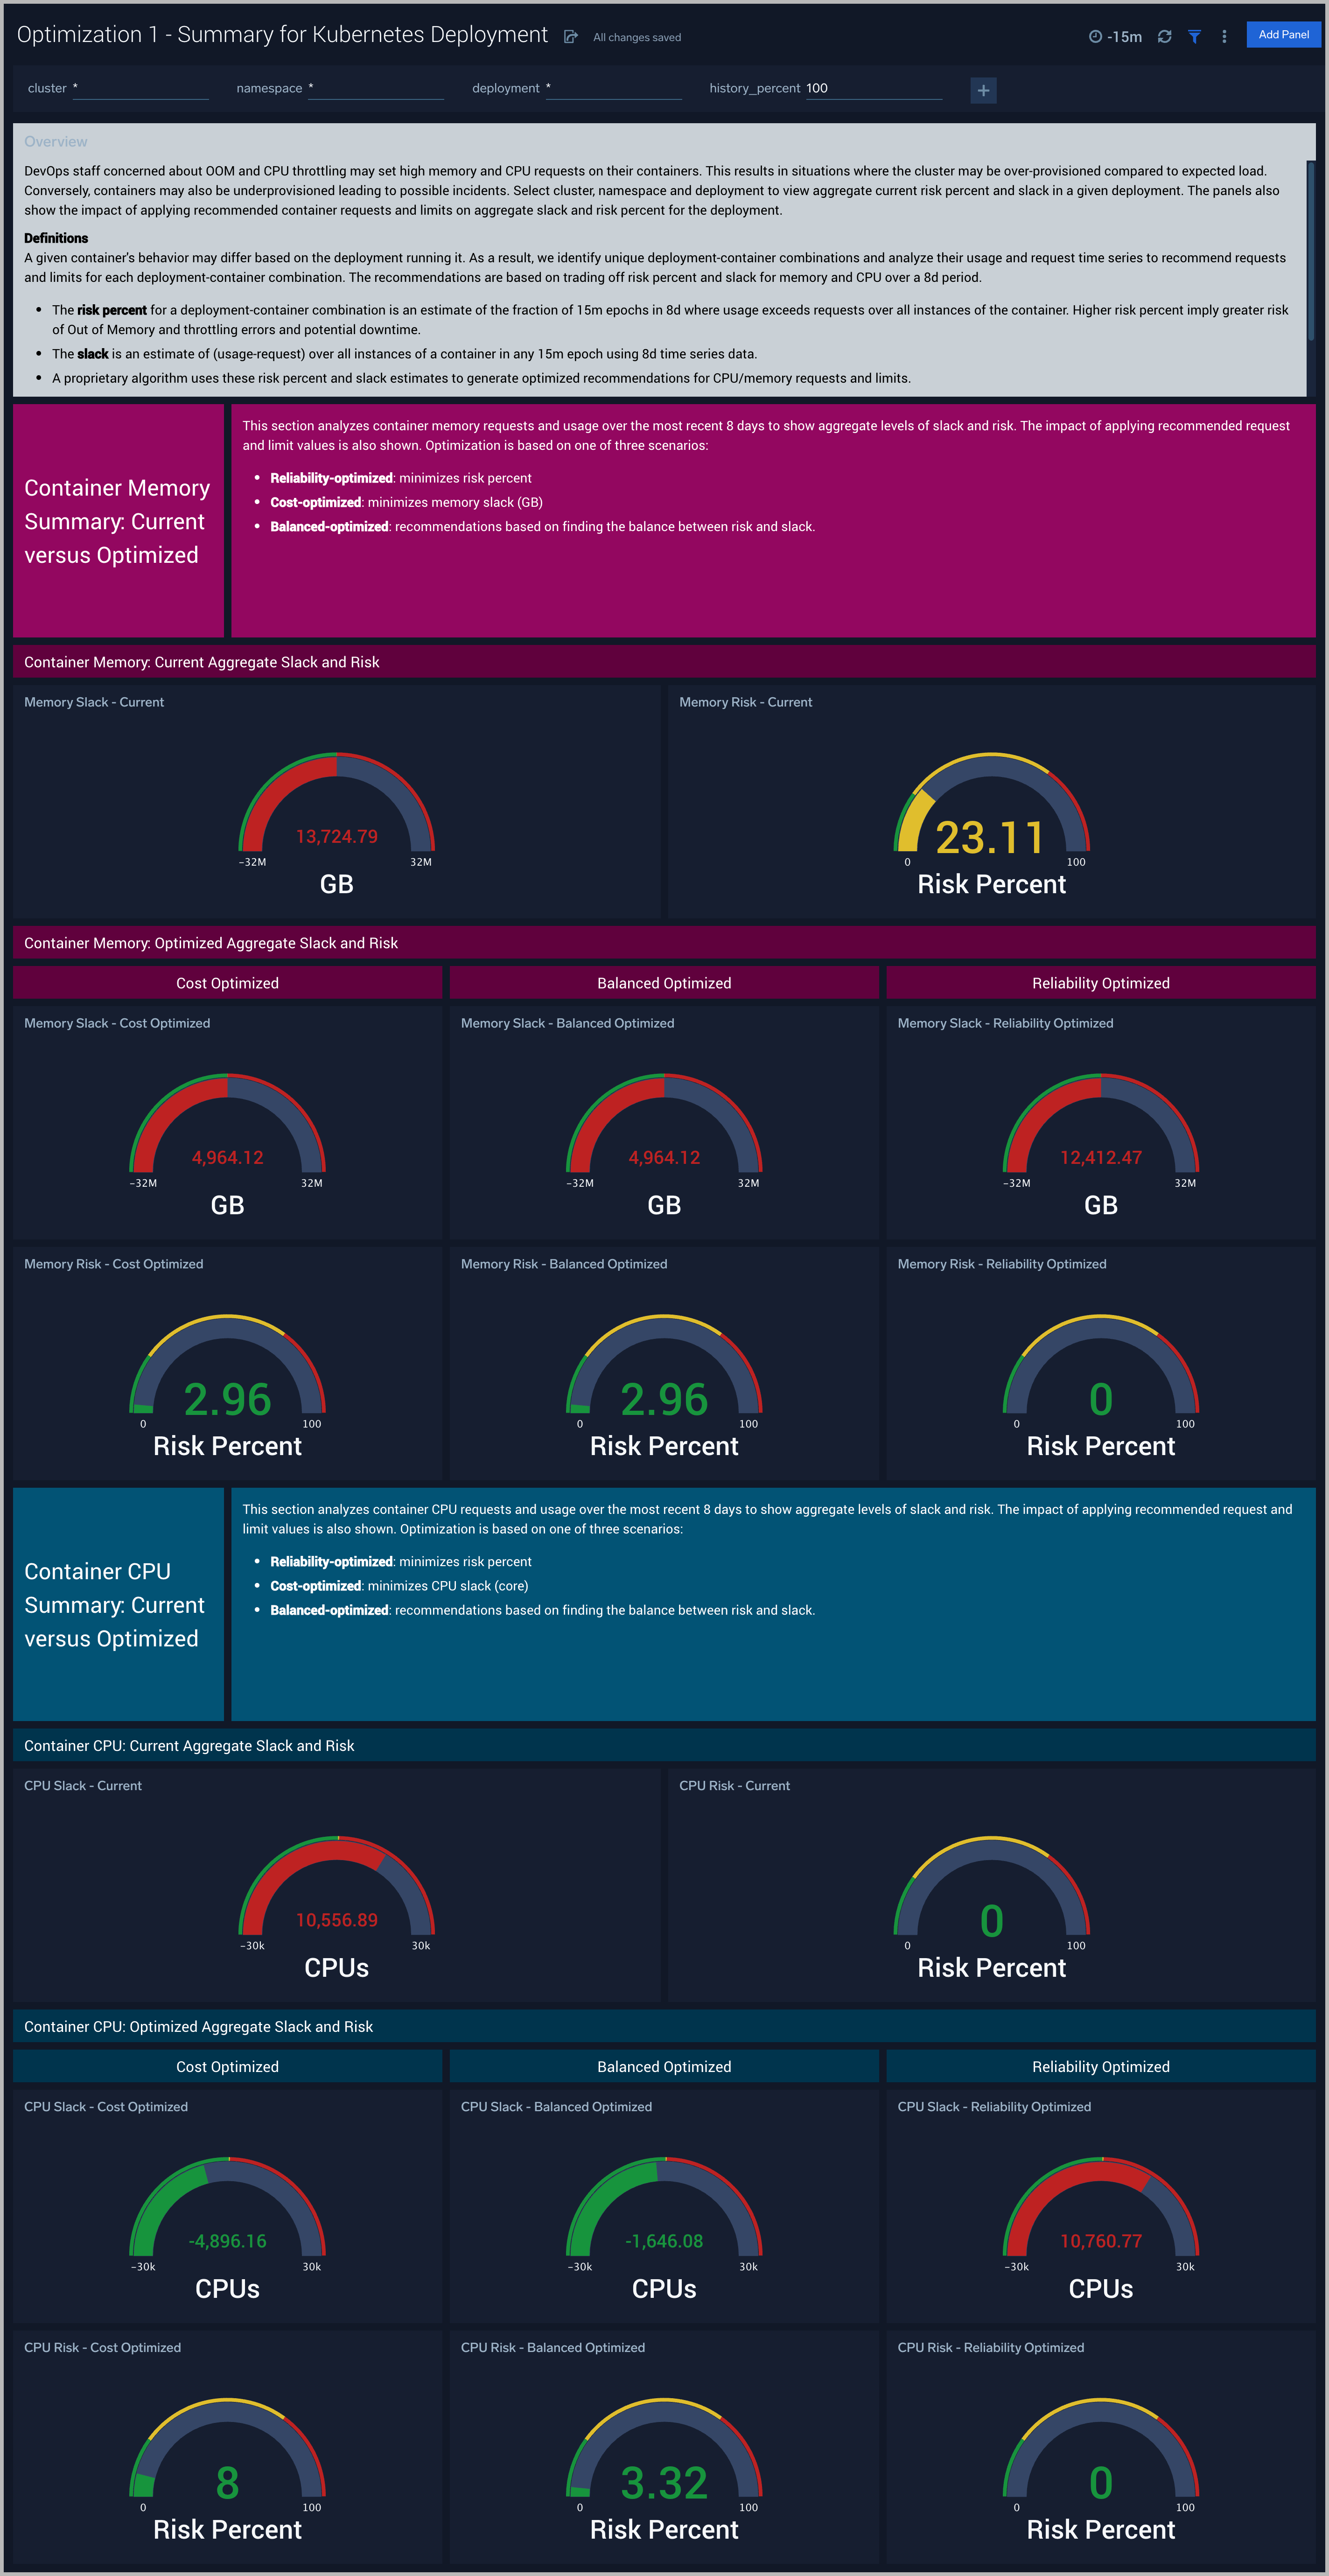 Optimization 1 - Summary for Kubernetes Deployment
All changes saved
-15m
Add Panel
cluster *
namespace *
deployment *
history_percent 100
+
Overview
DevOps staff concerned about OOM and CPU throttling may set high memory and CPU requests on their containers. This results in situations where the cluster may be over-provisioned compared to expected load.
Conversely, containers may also be underprovisioned leading to possible incidents. Select cluster, namespace and deployment to view aggregate current risk percent and slack in a given deployment. The panels also
show the impact of applying recommended container requests and limits on aggregate slack and risk percent for the deployment.
Definitions
A given container's behavior may differ based on the deployment running it. As a result, we identify unique deployment-container combinations and analyze their usage and request time series to recommend requests
and limits for each deployment-container combination. The recommendations are based on trading off risk percent and slack for memory and CPU over a 8d period.
• The risk percent for a deployment-container combination is an estimate of the fraction of 15m epochs in 8d where usage exceeds requests over all instances of the container. Higher risk percent imply greater risk
of Out of Memory and throttling errors and potential downtime.
• The slack is an estimate of (usage-request) over all instances of a container in any 15m epoch using 8d time series data.
• A proprietary algorithm uses these risk percent and slack estimates to generate optimized recommendations for CPU/memory requests and limits.
Container Memory
Summary: Current
versus Optimized
This section analyzes container memory requests and usage over the most recent 8 days to show aggregate levels of slack and risk. The impact of applying recommended request
and limit values is also shown. Optimization is based on one of three scenarios:
• Reliability-optimized: minimizes risk percent
• Cost-optimized: minimizes memory slack (GB)
• Balanced-optimized: recommendations based on finding the balance between risk and slack.
Container Memory: Current Aggregate Slack and Risk
Memory Slack - Current
13,724.79
-32M
32M
GB
Memory Risk - Current
23.11
0
100
Risk Percent
Container Memory: Optimized Aggregate Slack and Risk
Cost Optimized
Balanced Optimized
Reliability Optimized
Memory Slack - Cost Optimized
4,964.12
-32M
32M
GB
Memory Slack - Balanced Optimized
4,964.12
-32M
32M
GB
Memory Slack - Reliability Optimized
12,412.47
-32M
32M
GB
Memory Risk - Cost Optimized
2.96
0
100
Risk Percent
Memory Risk - Balanced Optimized
2.96
0
100
Risk Percent
Memory Risk - Reliability Optimized
0
0
100
Risk Percent
Container CPU
Summary: Current
versus Optimized
This section analyzes container CPU requests and usage over the most recent 8 days to show aggregate levels of slack and risk. The impact of applying recommended request and
limit values is also shown. Optimization is based on one of three scenarios:
• Reliability-optimized: minimizes risk percent
• Cost-optimized: minimizes CPU slack (core)
• Balanced-optimized: recommendations based on finding the balance between risk and slack.
Container CPU: Current Aggregate Slack and Risk
CPU Slack - Current
10,556.89
-30k
30k
CPUs
CPU Risk - Current
0
0
100
Risk Percent
Container CPU: Optimized Aggregate Slack and Risk
Cost Optimized
Balanced Optimized
Reliability Optimized
CPU Slack - Cost Optimized
-4,896.16
-30k
30k
CPUs
CPU Slack - Balanced Optimized
-1,646.08
-30k
30k
CPUs
CPU Slack - Reliability Optimized
10,760.77
-30k
30k
CPUs
CPU Risk - Cost Optimized
8
0
100
Risk Percent
CPU Risk - Balanced Optimized
3.32
0
100
Risk Percent
CPU Risk - Reliability Optimized
0
0
100
Risk Percent